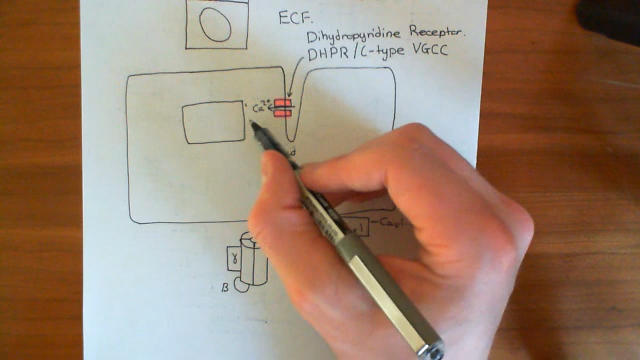 ECF.
Dihydropyridine Receptor.
DHPR/L-type VGCC
Ca²⁺
γ
β